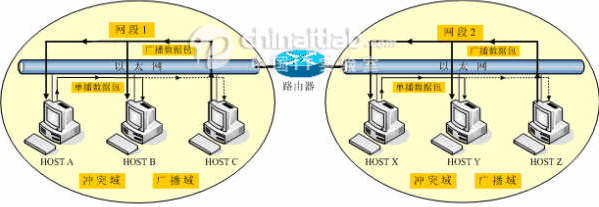 网段1
广播数据包
以太网
单播数据包
HOST A
HOST B
HOST C
冲突域
广播域
chinaitlab.com
路由器
网段2
广播数据包
以太网
单播数据包
HOST X
HOST Y
HOST Z
冲突域
广播域